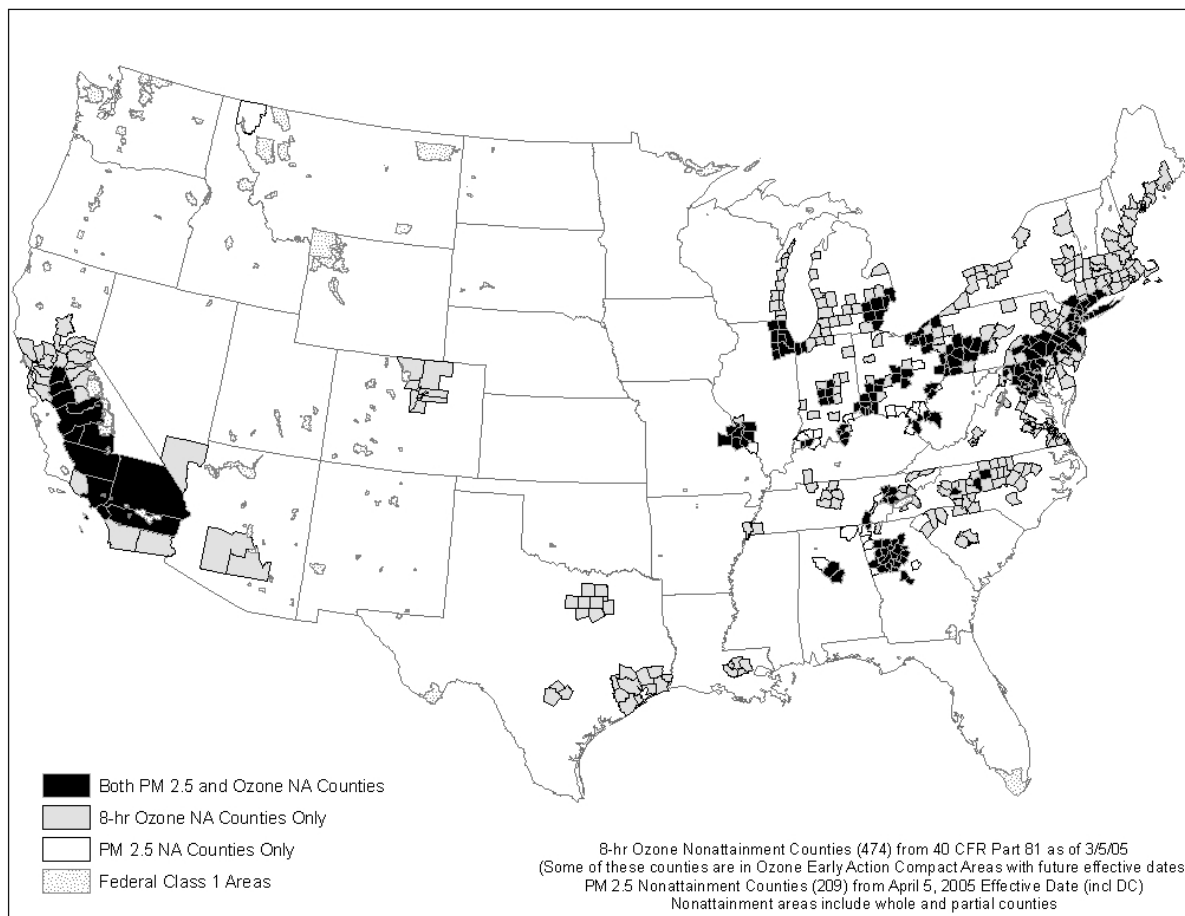 Both PM 2.5 and Ozone NA Counties
8-hr Ozone NA Counties Only
PM 2.5 NA Counties Only
Federal Class 1 Areas
8-hr Ozone Nonattainment Counties (474) from 40 CFR Part 81 as of 3/5/05
(Some of these counties are in Ozone Early Action Compact Areas with future effective dates
PM 2.5 Nonattainment Counties (209) from April 5, 2005 Effective Date (incl DC)
Nonattainment areas include whole and partial counties